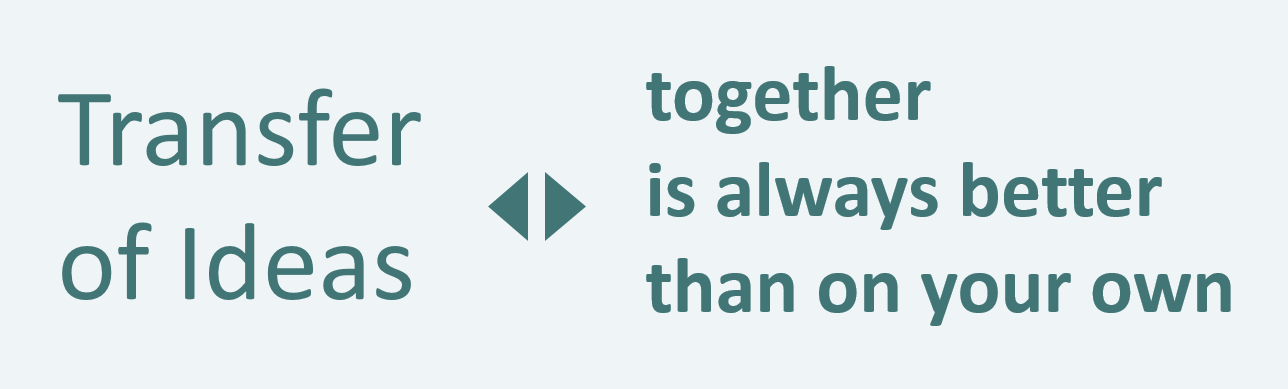 Transfer
of Ideas
together
is always better
than on your own